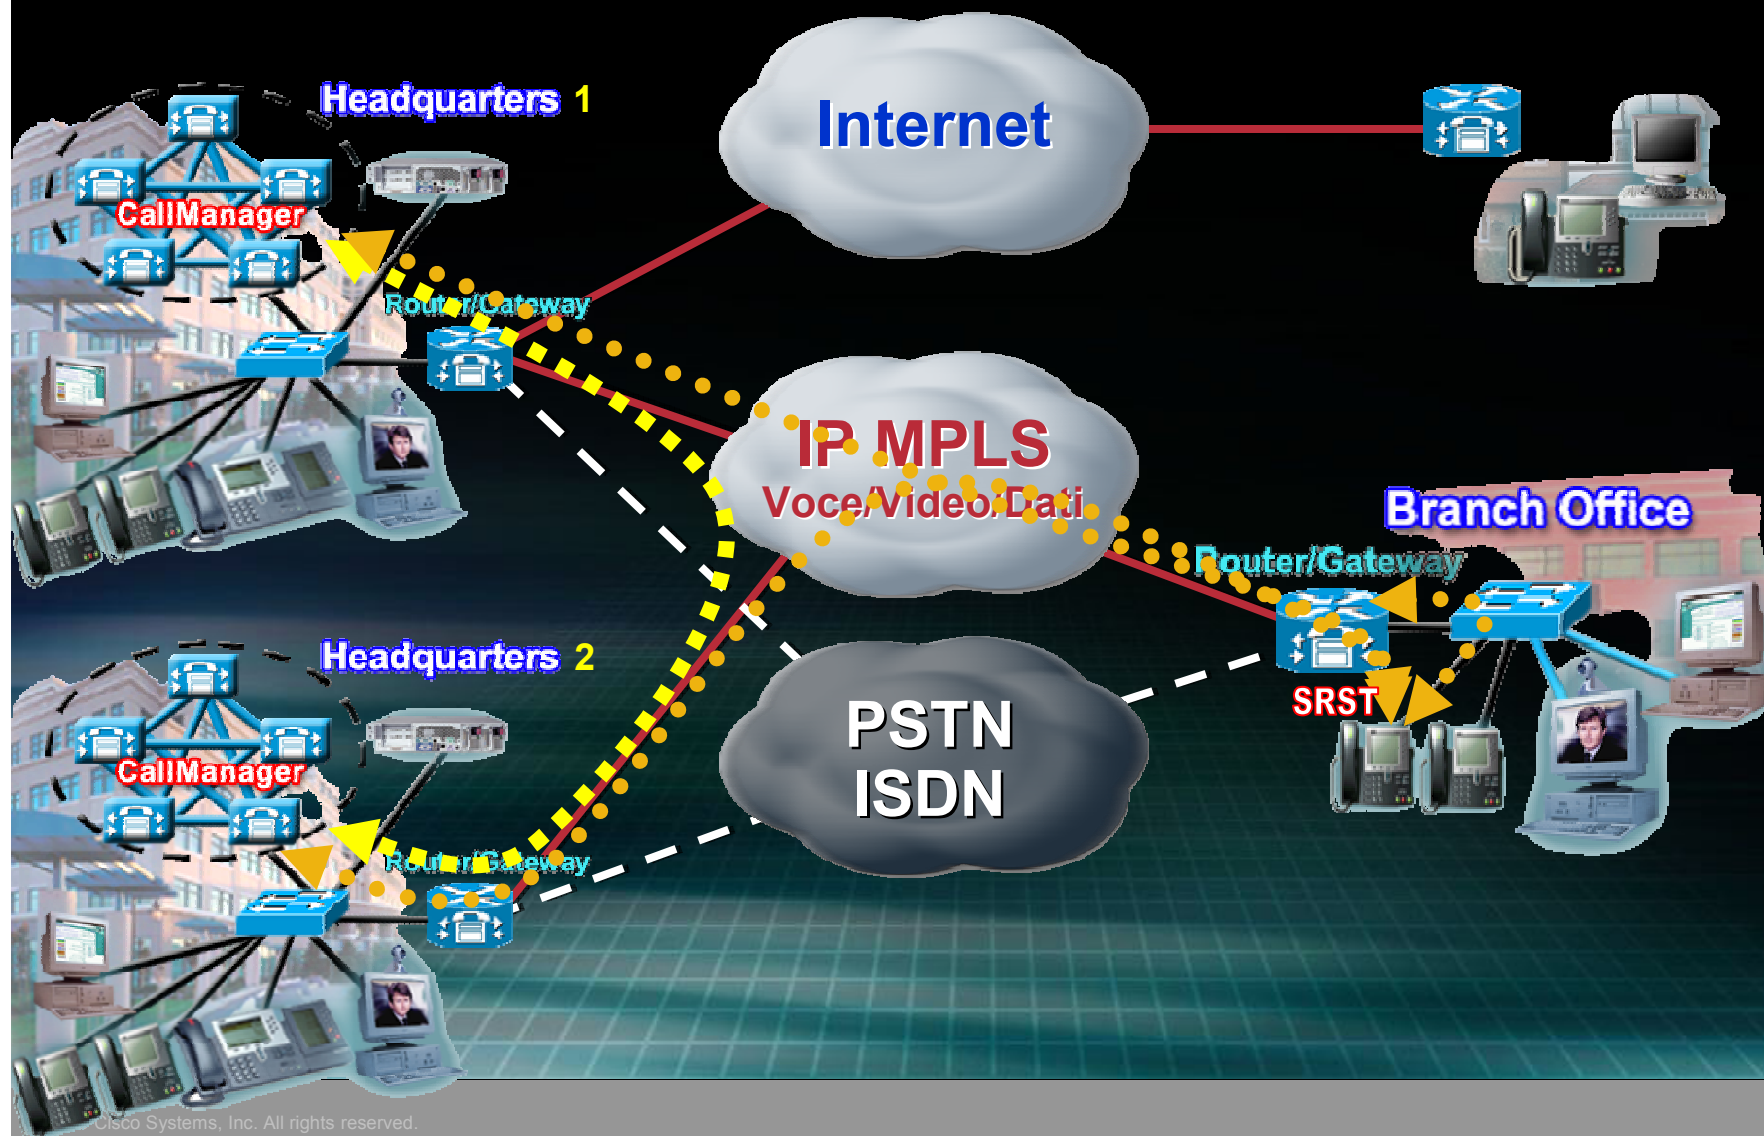 Headquarters 1
Internet
CallManager
Router/Gateway
IP MPLS
Voce/Video/Dati
Branch Office
Router/Gateway
SRST
Headquarters 2
PSTN
ISDN
CallManager
Router/Gateway
Cisco Systems, Inc. All rights reserved.